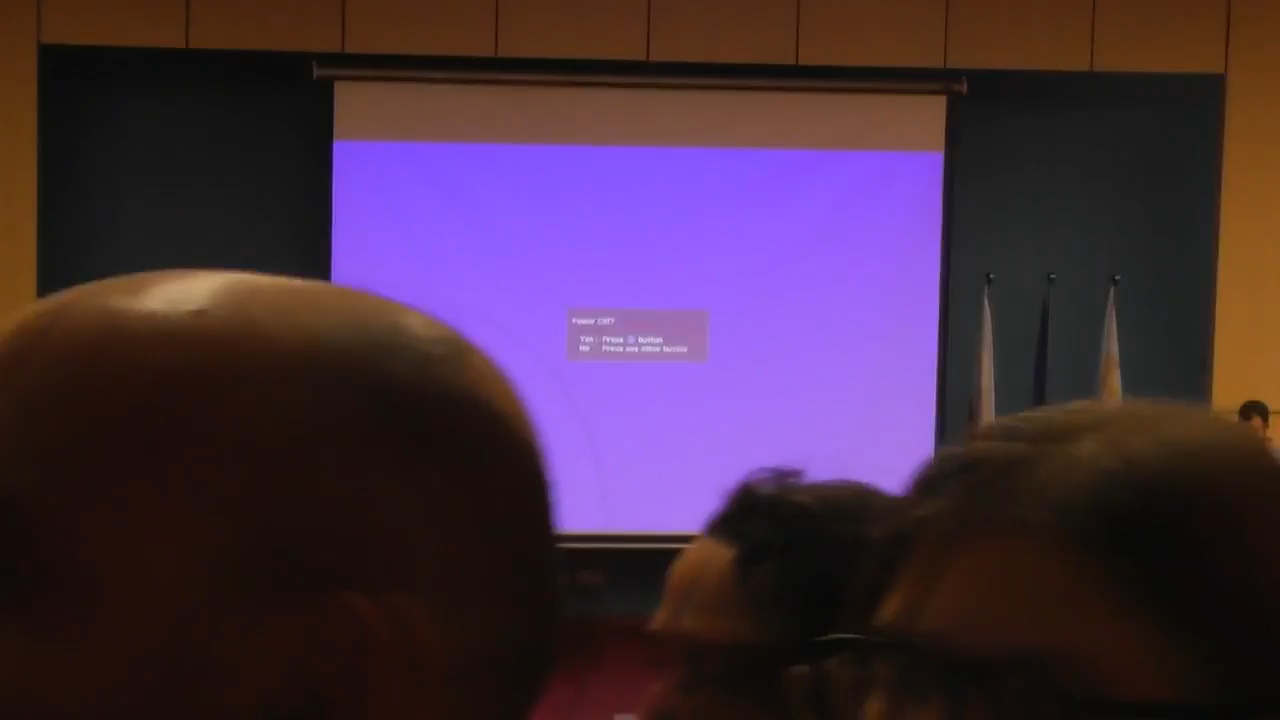 Power Off?
Yes : Press button
No : Press any other button